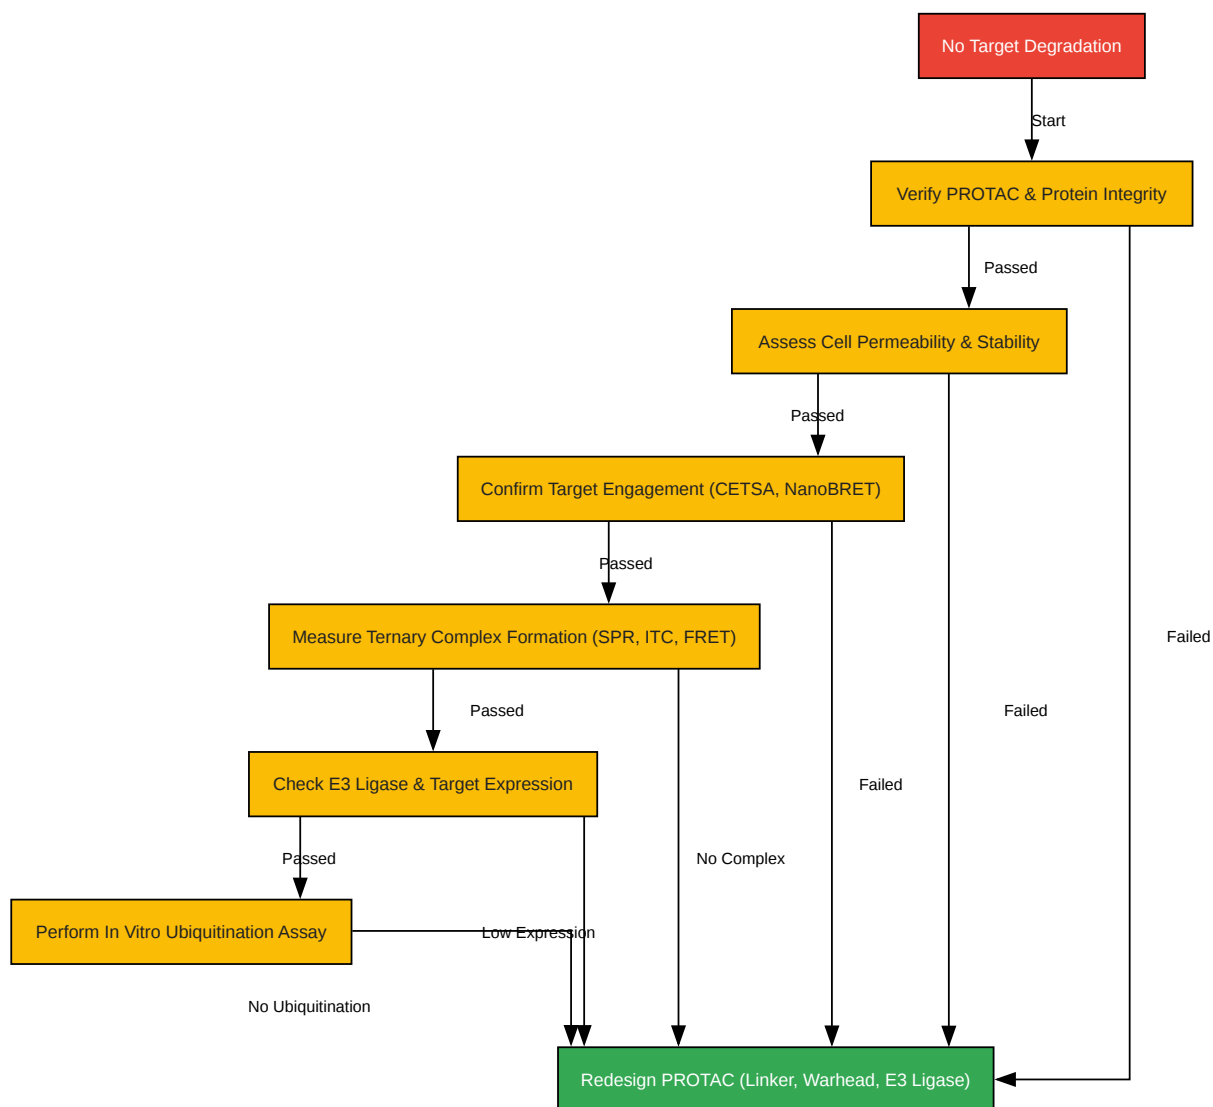 No Target Degradation
Start
Verify PROTAC & Protein Integrity
Passed
Assess Cell Permeability & Stability
Passed
Confirm Target Engagement (CETSA, NanoBRET)
Passed
Measure Ternary Complex Formation (SPR, ITC, FRET)
Failed
Passed
Failed
Check E3 Ligase & Target Expression
Failed
Passed
No Complex
Perform In Vitro Ubiquitination Assay
Low Expression
No Ubiquitination
Redesign PROTAC (Linker, Warhead, E3 Ligase)